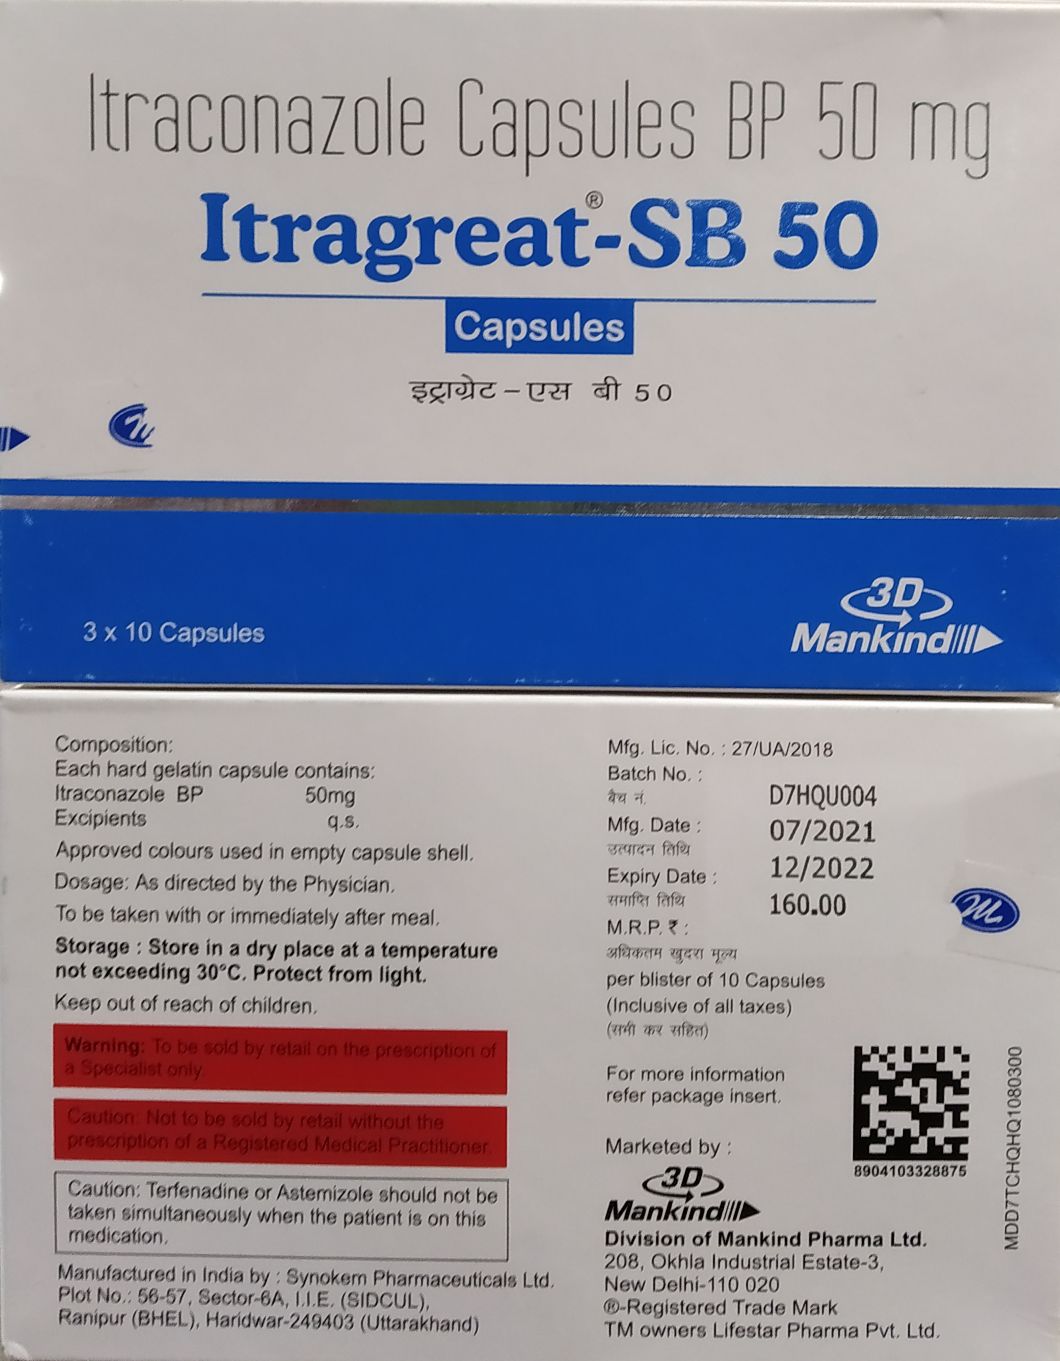 Itraconazole Capsules BP 50 mg
Itragreat®-SB 50
Capsules
इट्राग्रेट – एस बी 50
3 x 10 Capsules
3D
Mankind
Composition:
Each hard gelatin capsule contains:
Itraconazole BP 50mg
Excipients q.s.
Approved colours used in empty capsule shell.
Dosage: As directed by the Physician.
To be taken with or immediately after meal.
Storage : Store in a dry place at a temperature
not exceeding 30°C. Protect from light.
Keep out of reach of children.
Warning: To be sold by retail on the prescription of
a Specialist only.
Caution: Not to be sold by retail without the
prescription of a Registered Medical Practitioner.
Caution: Terfenadine or Astemizole should not be
taken simultaneously when the patient is on this
medication.
Manufactured in India by : Synokem Pharmaceuticals Ltd.
Plot No.: 56-57, Sector-6A, I.I.E. (SIDCUL),
Ranipur (BHEL), Haridwar-249403 (Uttarakhand)
Mfg. Lic. No. : 27/UA/2018
Batch No. :
बैच नं. D7HQU004
Mfg. Date : 07/2021
उत्पादन तिथि
Expiry Date : 12/2022
समाप्ति तिथि 160.00
M.R.P. ₹ :
अधिकतम खुदरा मूल्य
per blister of 10 Capsules
(Inclusive of all taxes)
(सभी कर सहित)
For more information
refer package insert.
8904103328875
MDD7TCHQHQ1080300
Marketed by :
3D
Mankind
Division of Mankind Pharma Ltd.
208, Okhla Industrial Estate-3,
New Delhi-110 020
®-Registered Trade Mark
TM owners Lifestar Pharma Pvt. Ltd.